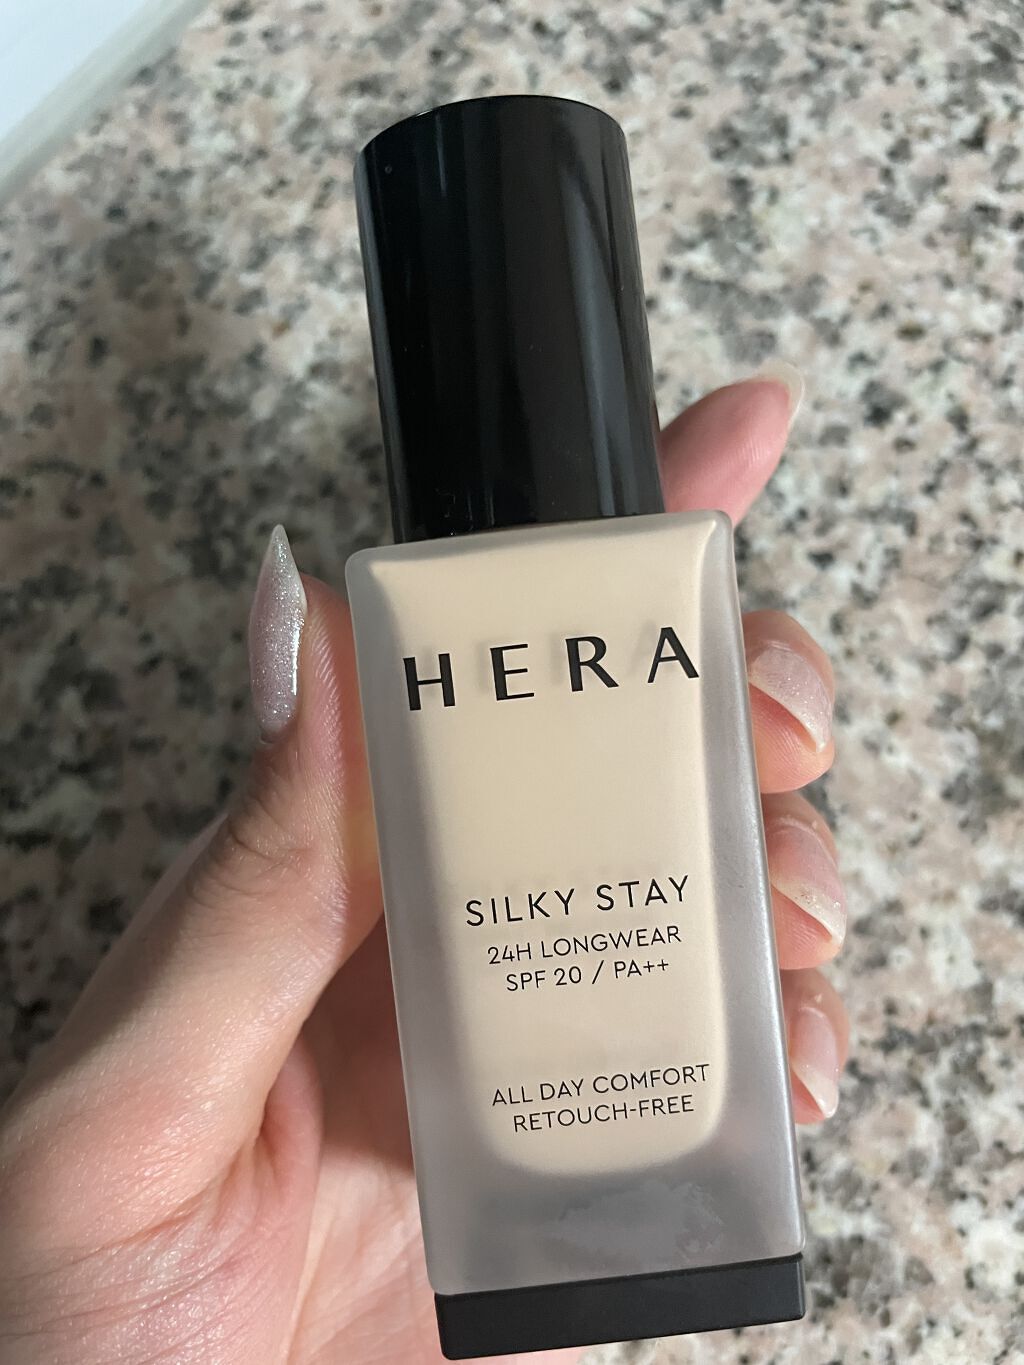 HERA
SILKY STAY
24H LONGWEAR
SPF 20 / PA++
ALL DAY COMFORT
RETOUCH-FREE